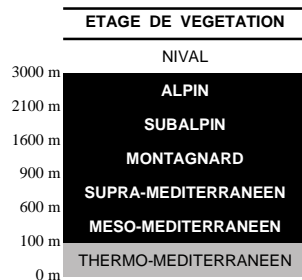 ETAGE DE VEGETATION
NIVAL
3000 m
ALPIN
2100 m
SUBALPIN
1600 m
MONTAGNARD
900 m
SUPRA-MEDITERRANEEN
600 m
MESO-MEDITERRANEEN
100 m
THERMO-MEDITERRANEEN
0 m